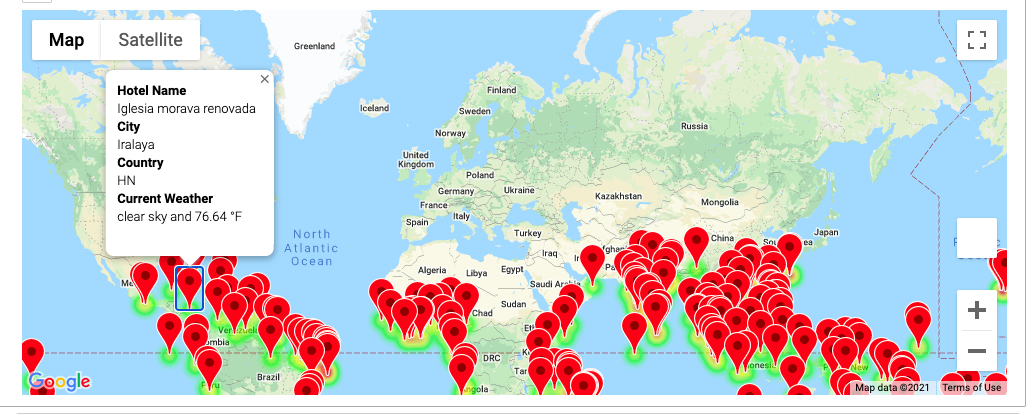 Map
Satellite
Hotel Name
Iglesia morava renovada
City
Iralaya
Country
HN
Current Weather
clear sky and 76.64 °F
Greenland
Iceland
Finland
Sweden
Norway
Russia
United
Kingdom
Poland
Germany
Ukraine
France
Kazakhstan
Mongolia
Spain
Italy
Turkey
China
Japan
North
Atlantic
Ocean
Iraq
Algeria
Libya
Egypt
Saudi
Sudan
Chad
DRC
Brazil
Google
Map data ©2021
Terms of Use